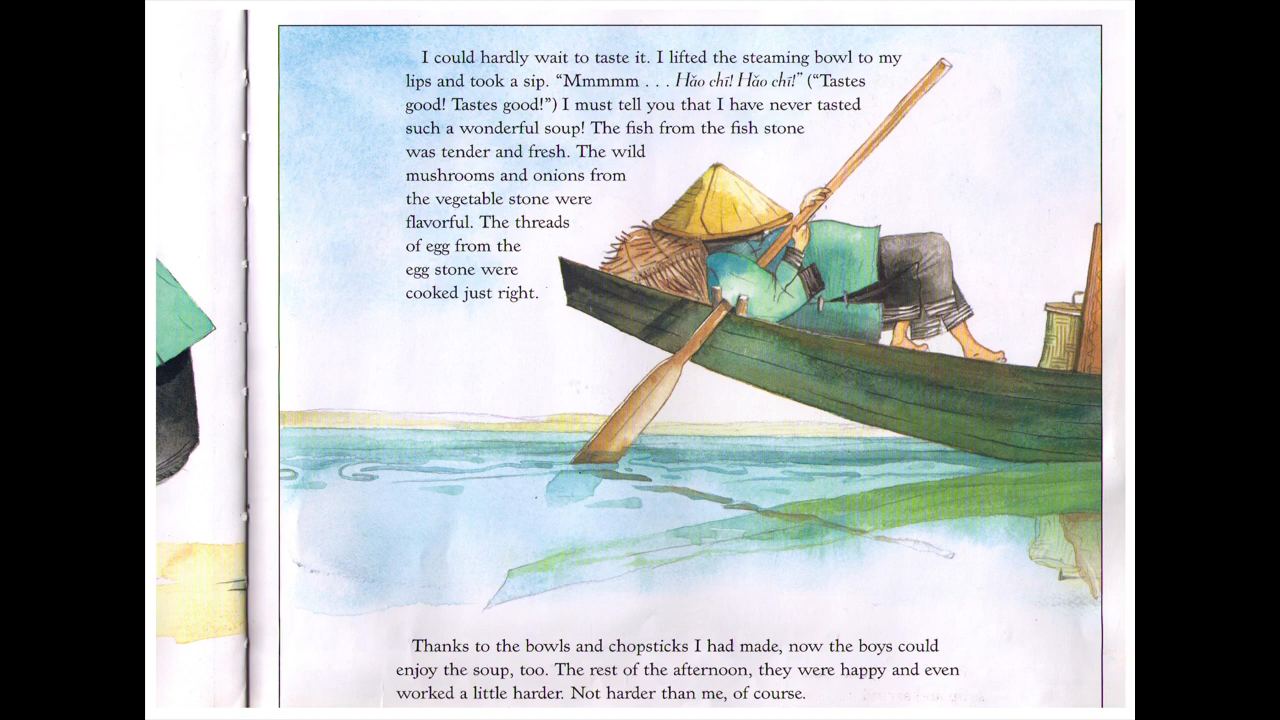 I could hardly wait to taste it. I lifted the steaming bowl to my
lips and took a sip. “Mmmmm . . . Hǎo chī! Hǎo chī!” (“Tastes
good! Tastes good!”) I must tell you that I have never tasted
such a wonderful soup! The fish from the fish stone
was tender and fresh. The wild
mushrooms and onions from
the vegetable stone were
flavorful. The threads
of egg from the
egg stone were
cooked just right.
Thanks to the bowls and chopsticks I had made, now the boys could
enjoy the soup, too. The rest of the afternoon, they were happy and even
worked a little harder. Not harder than me, of course.